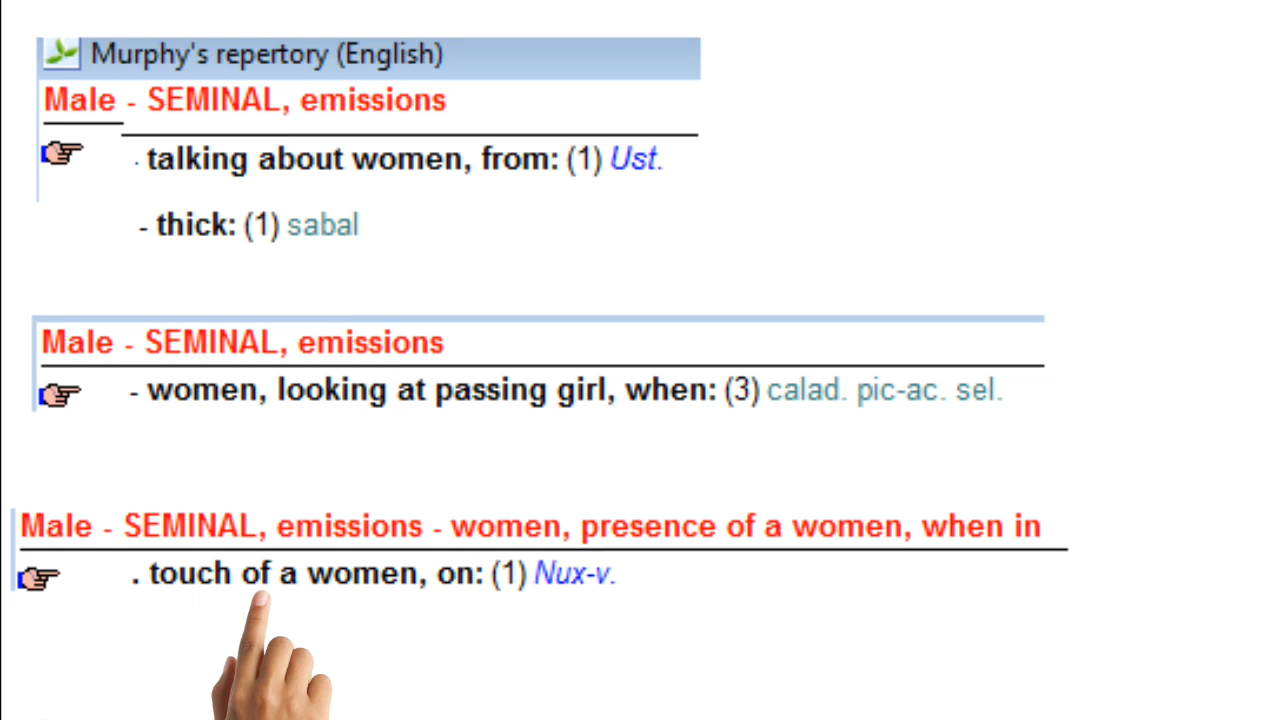 Murphy's repertory (English)
Male - SEMINAL, emissions
· talking about women, from: (1) Ust.
- thick: (1) sabal
Male - SEMINAL, emissions
- women, looking at passing girl, when: (3) calad. pic-ac. sel.
Male - SEMINAL, emissions - women, presence of a women, when in
. touch of a women, on: (1) Nux-v.